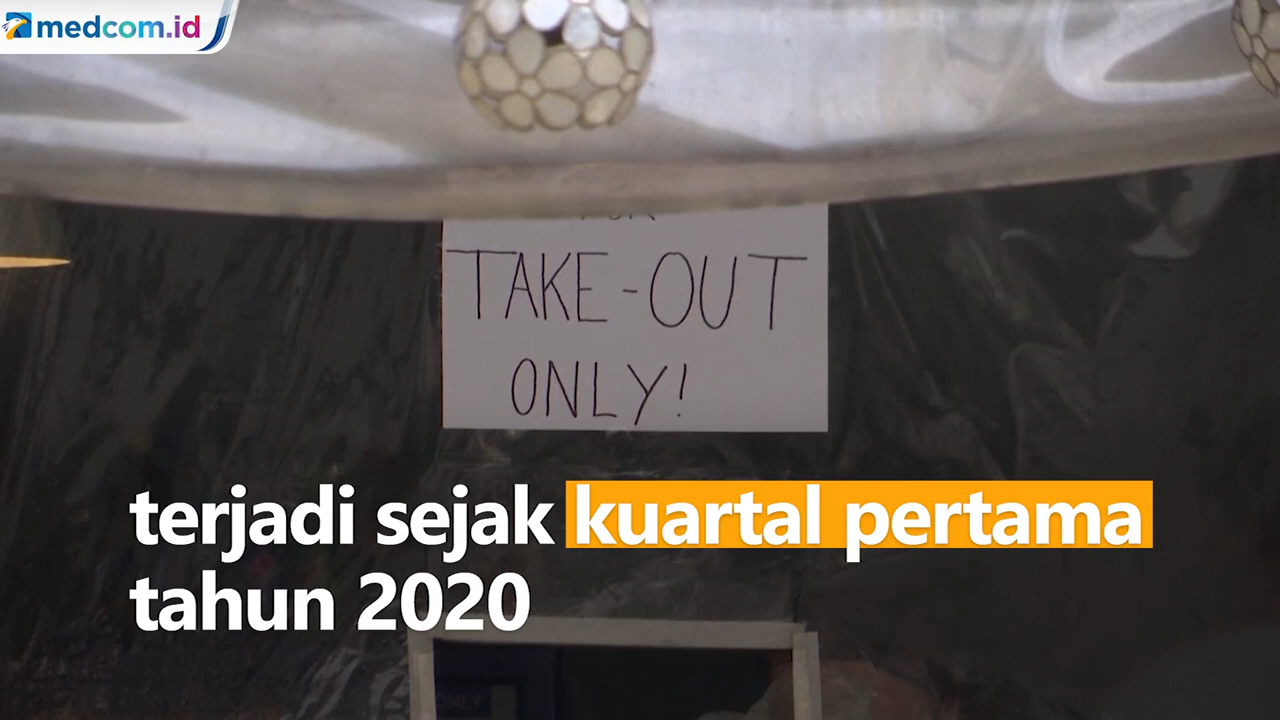 medcom.id
TAKE-OUT
ONLY!
terjadi sejak kuartal pertama
tahun 2020